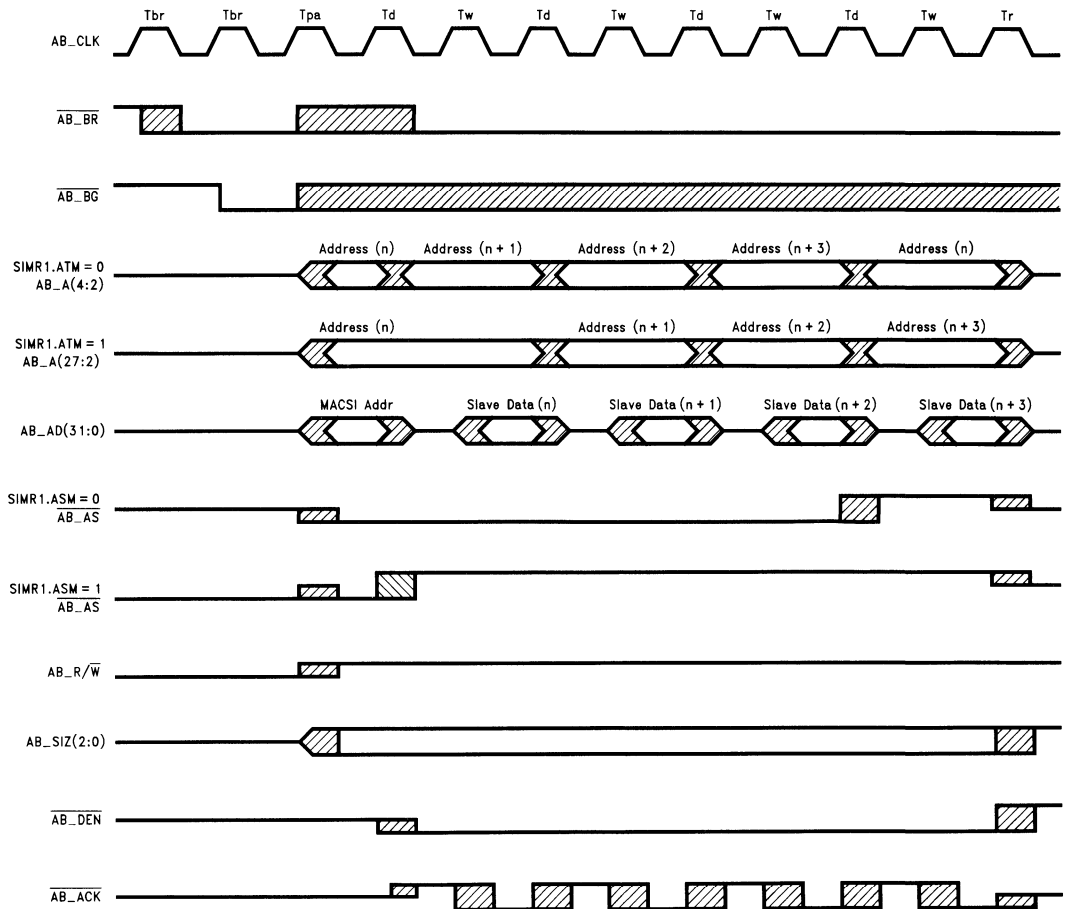 Tbr Tbr Tpa Td Tw Td Tw Td Tw Td Tw Tr
AB_CLK
AB_BR
AB_BG
Address (n) Address (n + 1) Address (n + 2) Address (n + 3) Address (n)
SIMR1.ATM = 0
AB_A(4:2)
Address (n) Address (n + 1) Address (n + 2) Address (n + 3)
SIMR1.ATM = 1
AB_A(27:2)
MACSI Addr Slave Data (n) Slave Data (n + 1) Slave Data (n + 2) Slave Data (n + 3)
AB_AD(31:0)
SIMR1.ASM = 0
AB_AS
SIMR1.ASM = 1
AB_AS
AB_R/W
AB_SIZ(2:0)
AB_DEN
AB_ACK